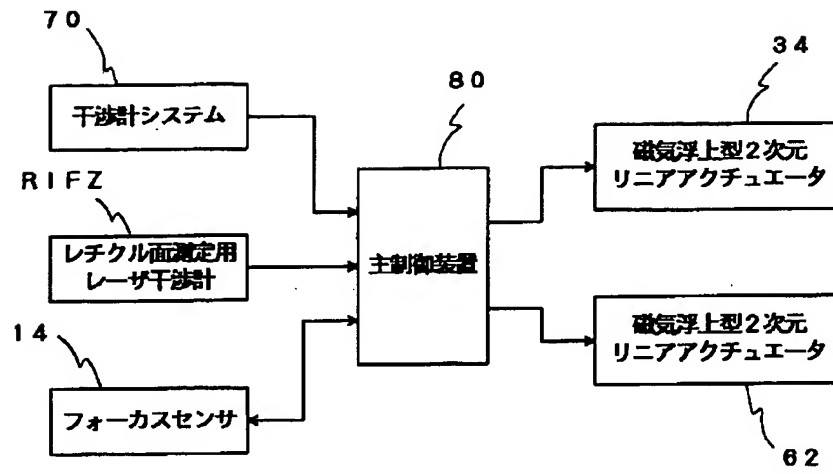 ７０
干渉計システム
ＲＩＦＺ
レチクル面測定用
レーザ干渉計
１４
フォーカスセンサ
８０
主制御装置
３４
磁気浮上型２次元
リニアアクチュエータ
磁気浮上型２次元
リニアアクチュエータ
６２